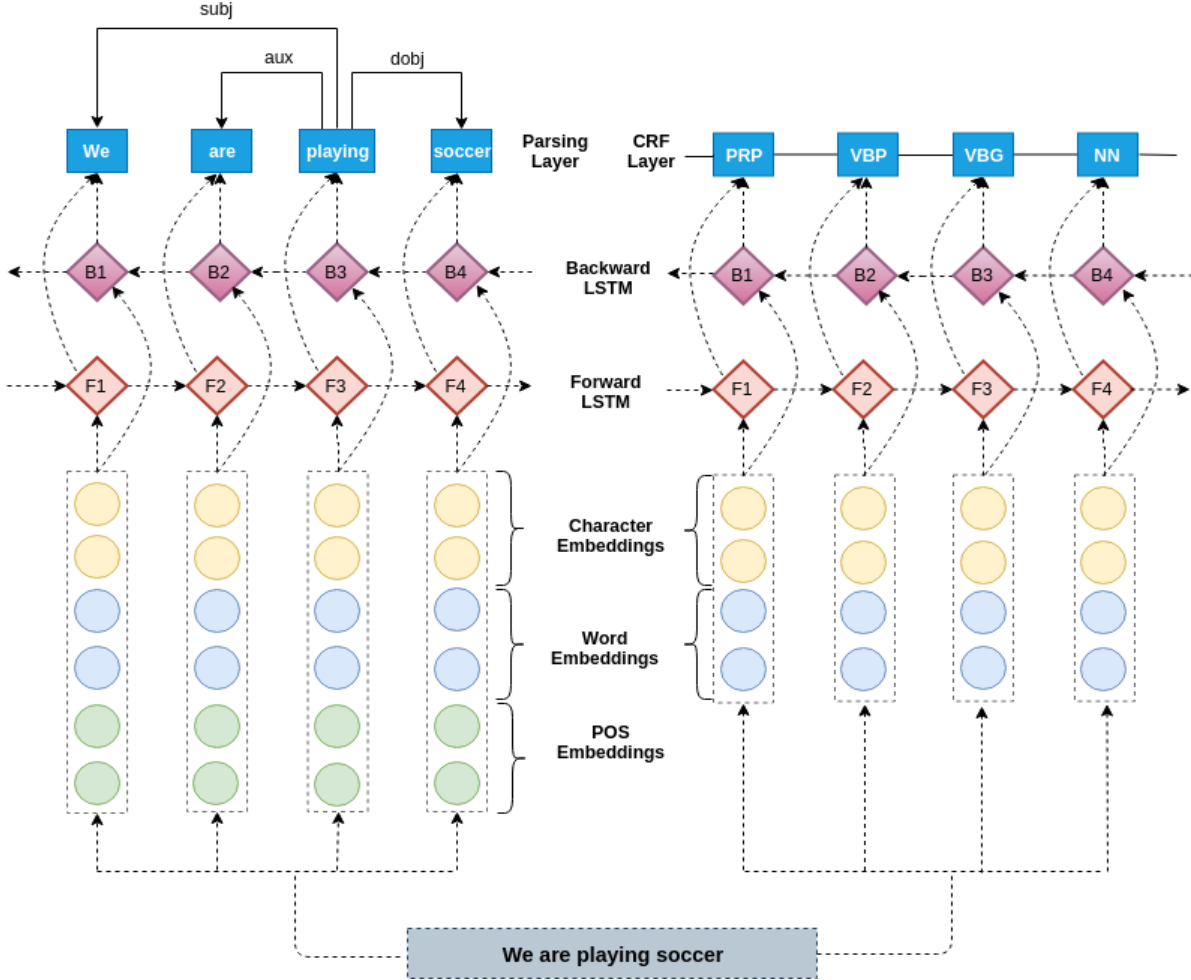 subj
aux
dobj
We
are
playing
soccer
Parsing
Layer
CRF
Layer
PRP
VBP
VBG
NN
B1
B2
B3
B4
Backward
LSTM
B1
B2
B3
B4
F1
F2
F3
F4
Forward
LSTM
F1
F2
F3
F4
Character
Embeddings
Word
Embeddings
POS
Embeddings
We are playing soccer